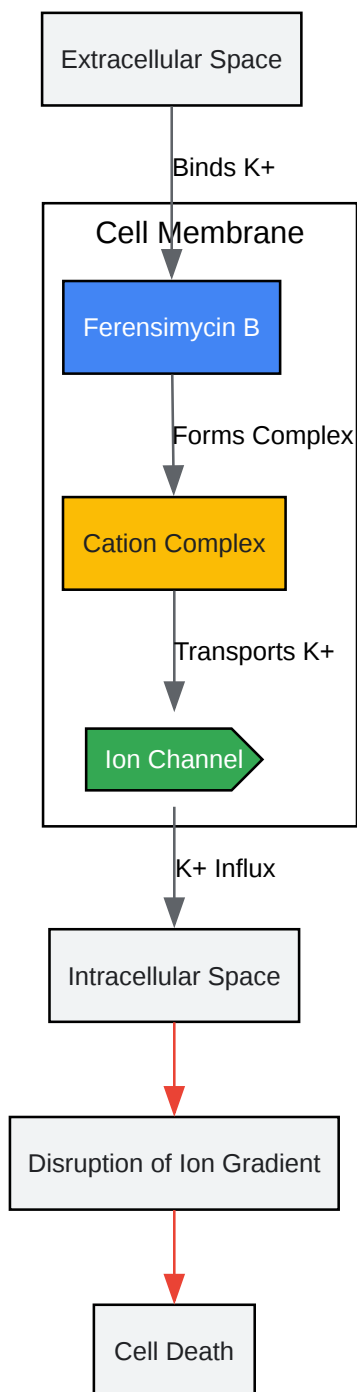 Extracellular Space
Binds K+
Cell Membrane
Ferensimycin B
Forms Complex
Cation Complex
Transports K+
Ion Channel
K+ Influx
Intracellular Space
Disruption of Ion Gradient
Cell Death